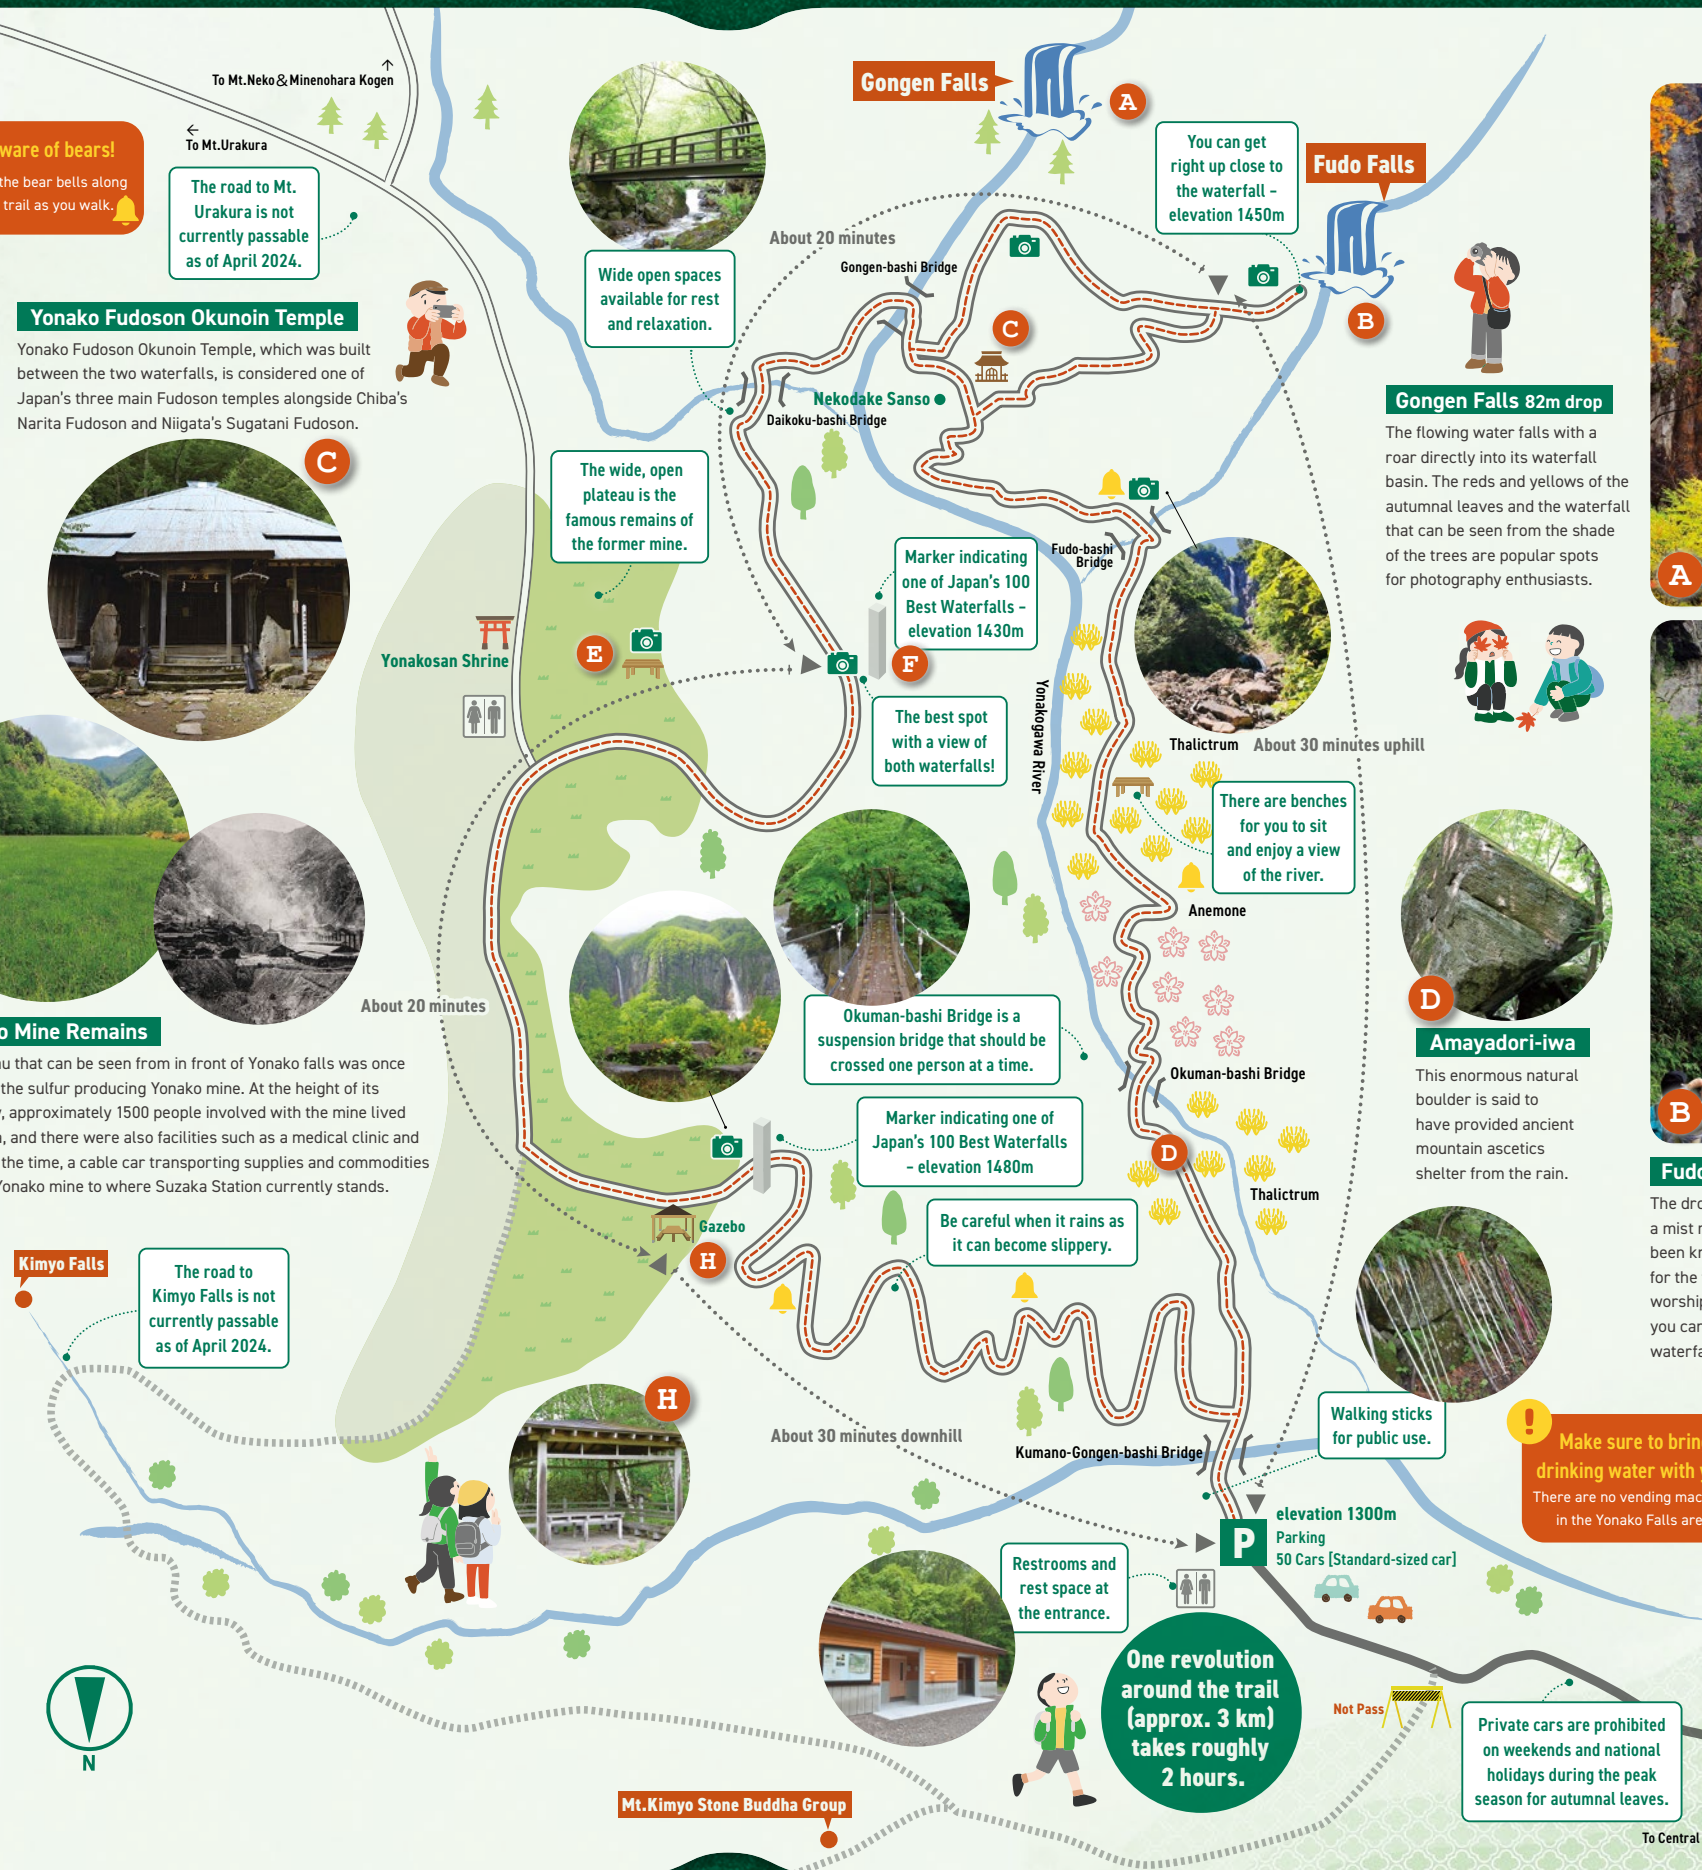 To Mt.Neko&Minenohara Kogen
↑
←
To Mt.Urakura
ware of bears!
the bear bells along
trail as you walk.
The road to Mt.
Urakura is not
currently passable
as of April 2024.
Yonako Fudoson Okunoin Temple
Yonako Fudoson Okunoin Temple, which was built
between the two waterfalls, is considered one of
Japan's three main Fudoson temples alongside Chiba's
Narita Fudoson and Niigata's Sugatani Fudoson.
C
Gongen Falls
A
You can get
right up close to
the waterfall –
elevation 1450m
Fudo Falls
B
About 20 minutes
Gongen-bashi Bridge
Wide open spaces
available for rest
and relaxation.
C
Nekodake Sanso
Daikoku-bashi Bridge
Gongen Falls 82m drop
The flowing water falls with a
roar directly into its waterfall
basin. The reds and yellows of the
autumnal leaves and the waterfall
that can be seen from the shade
of the trees are popular spots
for photography enthusiasts.
A
The wide, open
plateau is the
famous remains of
the former mine.
Marker indicating
one of Japan's 100
Best Waterfalls –
elevation 1430m
Fudo-bashi
Bridge
E
F
Yonakosan Shrine
The best spot
with a view of
both waterfalls!
Yonakogawa River
Thalictrum
About 30 minutes uphill
There are benches
for you to sit
and enjoy a view
of the river.
Anemone
About 20 minutes
D
Okuman-bashi Bridge is a
suspension bridge that should be
crossed one person at a time.
Amayadori-iwa
This enormous natural
boulder is said to
have provided ancient
mountain ascetics
shelter from the rain.
B
o Mine Remains
au that can be seen from in front of Yonako falls was once
the sulfur producing Yonako mine. At the height of its
, approximately 1500 people involved with the mine lived
, and there were also facilities such as a medical clinic and
the time, a cable car transporting supplies and commodities
Yonako mine to where Suzaka Station currently stands.
Okuman-bashi Bridge
Marker indicating one of
Japan's 100 Best Waterfalls
– elevation 1480m
D
Thalictrum
Fudo
The dro
a mist
been kn
for the
worship
you can
waterfa
Gazebo
H
Be careful when it rains as
it can become slippery.
Kimyo Falls
The road to
Kimyo Falls is not
currently passable
as of April 2024.
H
About 30 minutes downhill
Kumano-Gongen-bashi Bridge
Walking sticks
for public use.
!
Make sure to brin
drinking water with
There are no vending mac
in the Yonako Falls are
P
elevation 1300m
Parking
50 Cars [Standard-sized car]
Restrooms and
rest space at
the entrance.
One revolution
around the trail
(approx. 3 km)
takes roughly
2 hours.
Not Pass
Private cars are prohibited
on weekends and national
holidays during the peak
season for autumnal leaves.
N
Mt.Kimyo Stone Buddha Group
To Central